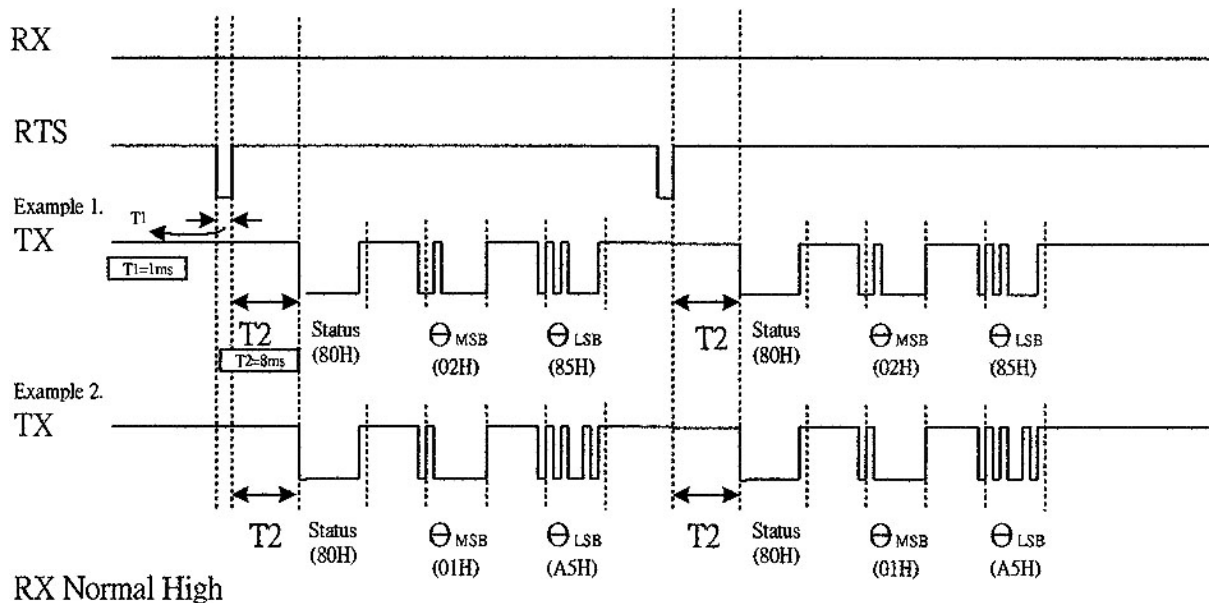 RX
RTS
Example 1.
T1
TX
T1=1ms
T2 Status (80H) Θ MSB (02H) Θ LSB (85H) T2 Status (80H) Θ MSB (02H) Θ LSB (85H)
T2=8ms
Example 2.
TX
T2 Status (80H) Θ MSB (01H) Θ LSB (A5H) T2 Status (80H) Θ MSB (01H) Θ LSB (A5H)
RX Normal High